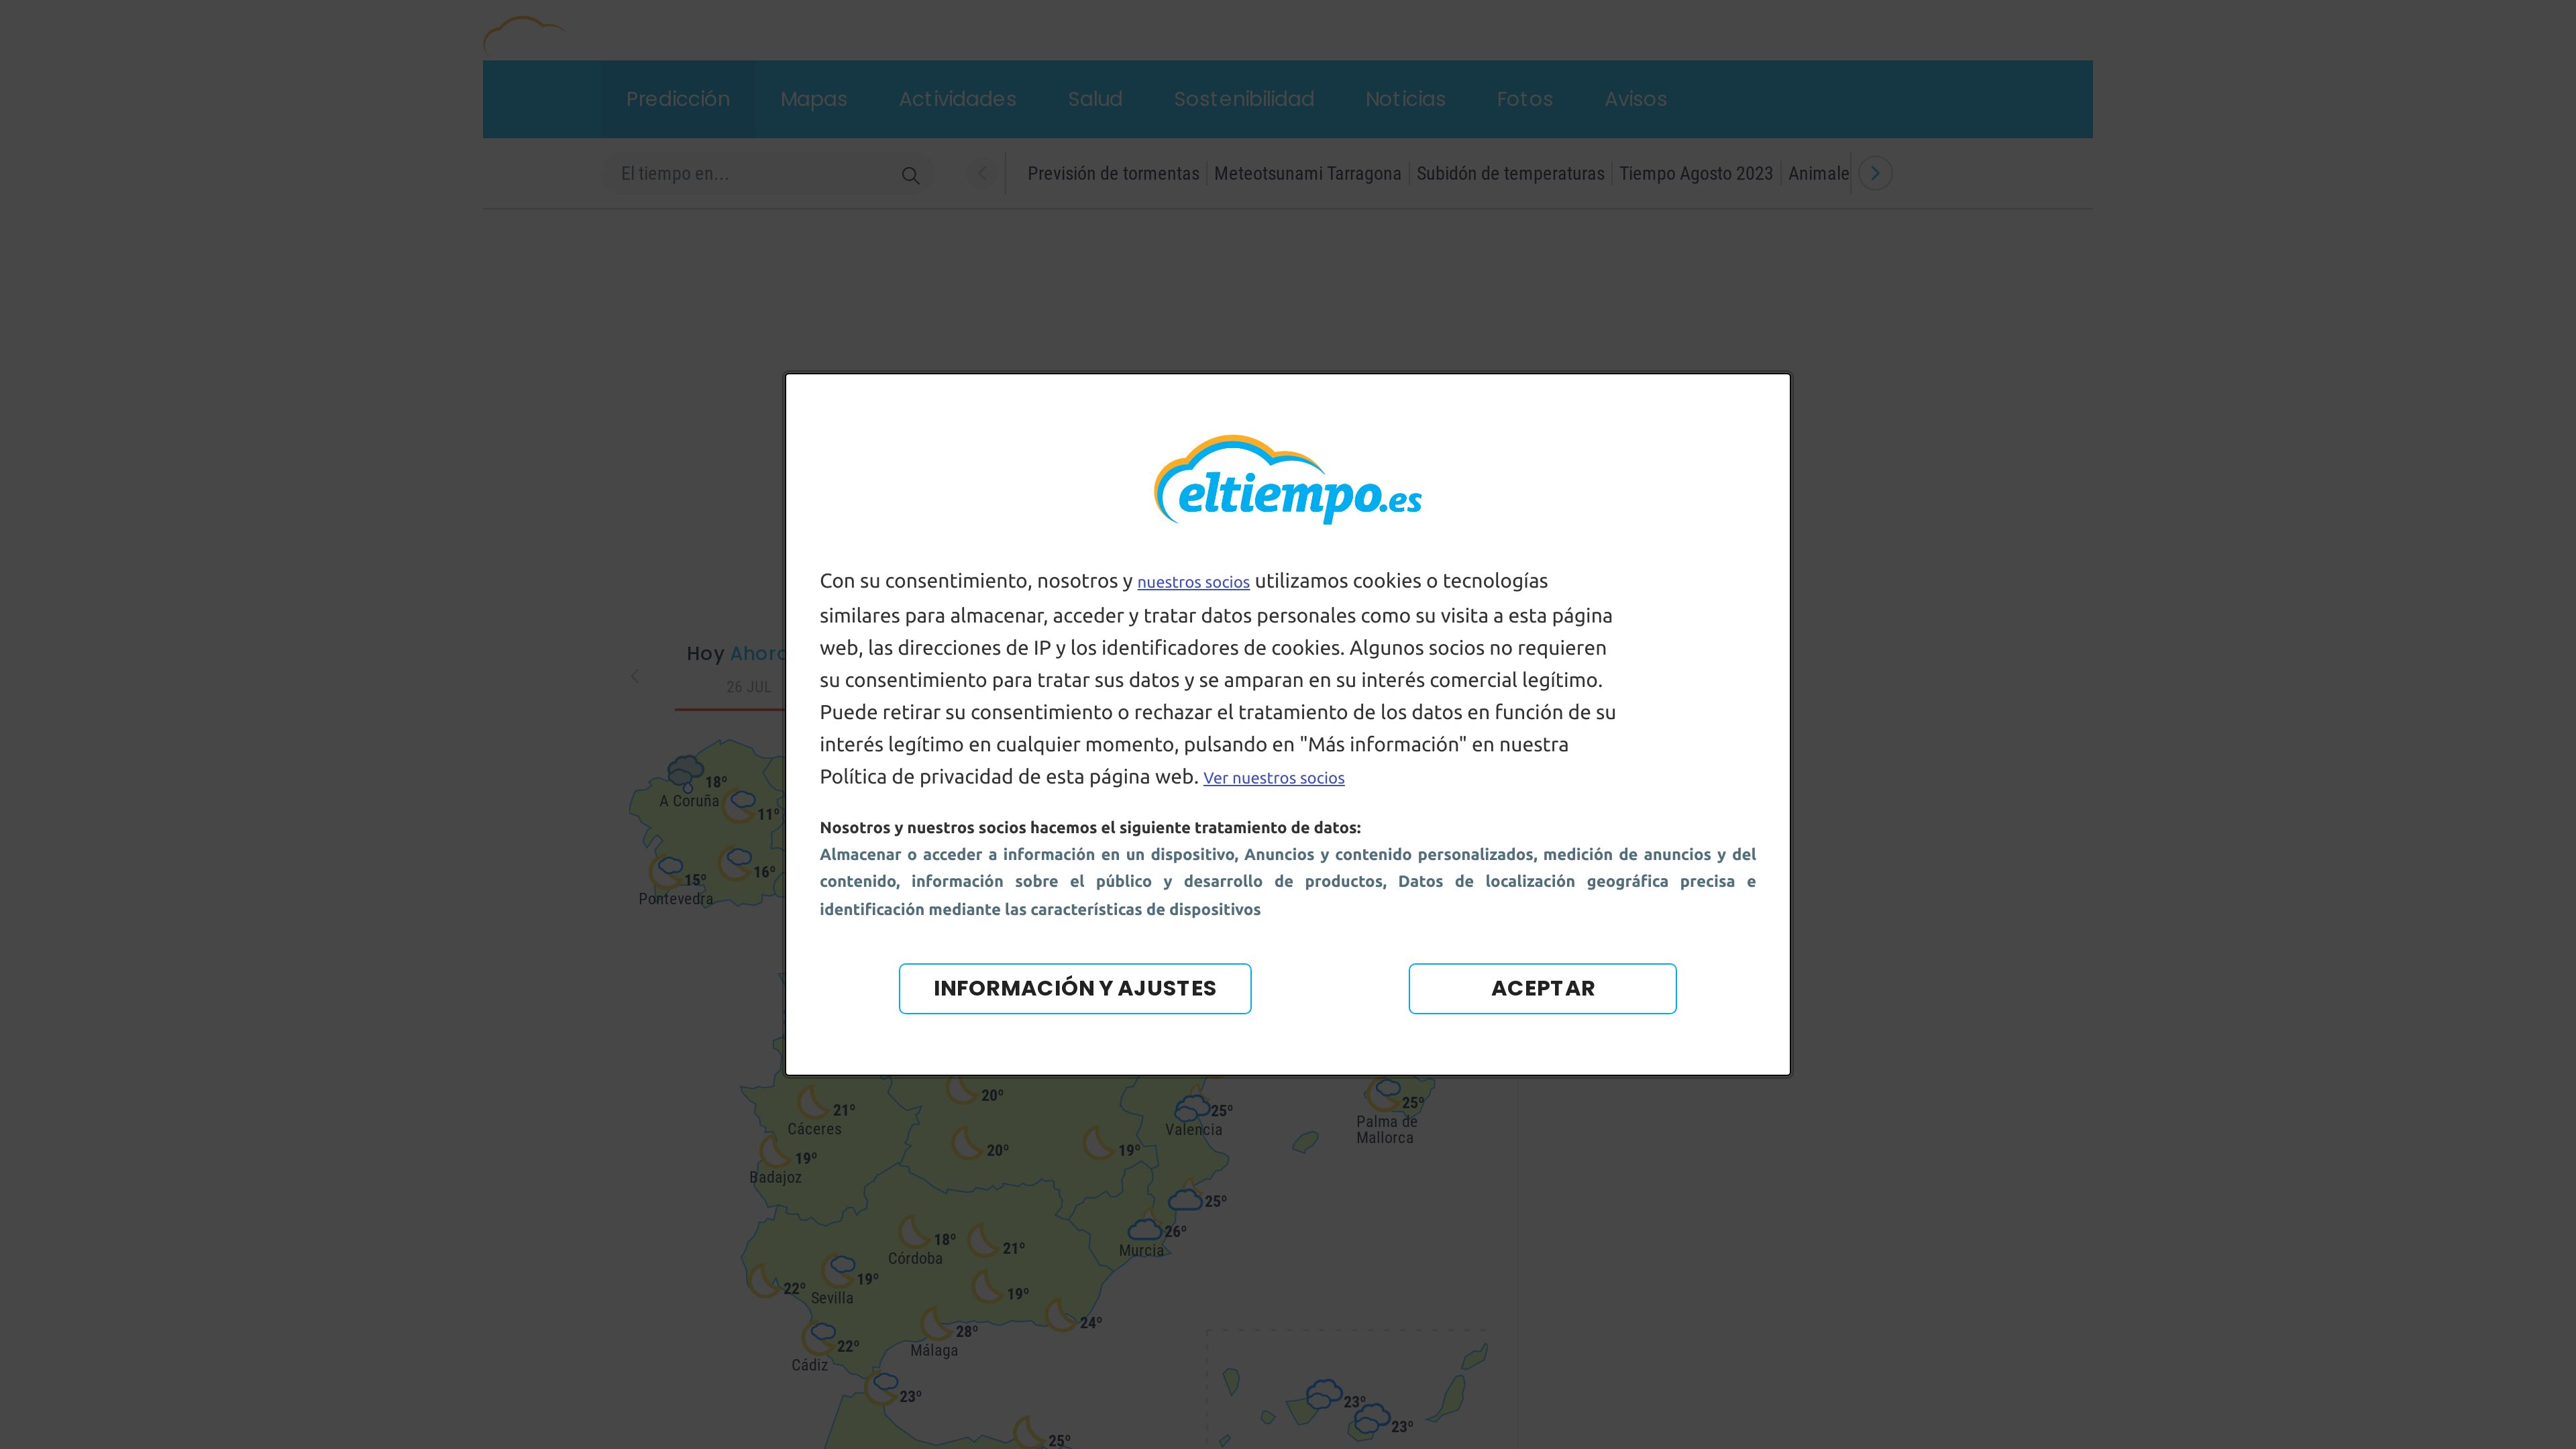 Predicción Mapas Actividades Salud Sostenibilidad Noticias Fotos Avisos
El tiempo en... Previsión de tormentas Meteotsunami Tarragona Subidón de temperaturas Tiempo Agosto 2023 Animale
eltiempo.es
Con su consentimiento, nosotros y nuestros socios utilizamos cookies o tecnologías
similares para almacenar, acceder y tratar datos personales como su visita a esta página
web, las direcciones de IP y los identificadores de cookies. Algunos socios no requieren
su consentimiento para tratar sus datos y se amparan en su interés comercial legítimo.
Puede retirar su consentimiento o rechazar el tratamiento de los datos en función de su
interés legítimo en cualquier momento, pulsando en "Más información" en nuestra
Política de privacidad de esta página web. Ver nuestros socios
Nosotros y nuestros socios hacemos el siguiente tratamiento de datos:
Almacenar o acceder a información en un dispositivo, Anuncios y contenido personalizados, medición de anuncios y del
contenido, información sobre el público y desarrollo de productos, Datos de localización geográfica precisa e
identificación mediante las características de dispositivos
INFORMACIÓN Y AJUSTES ACEPTAR
Hoy Ahora
26 JUL
18º
A Coruña
11º
16º
15º
Pontevedra
20º
21º
Cáceres
25º
Valencia
25º
Palma de
Mallorca
20º
19º
19º
Badajoz
25º
26º
Murcia
18º
Córdoba
21º
19º
Sevilla
22º
19º
24º
28º
Málaga
22º
Cádiz
23º
23º
23º
25º